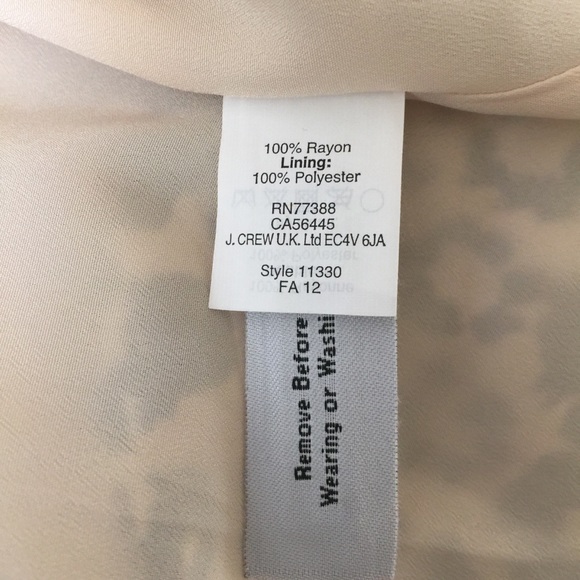 100% Rayon
Lining:
100% Polyester
RN77388
CA56445
J. CREW U.K. Ltd EC4V 6JA
Style 11330
FA 12
Remove Before
Wearing or Washi